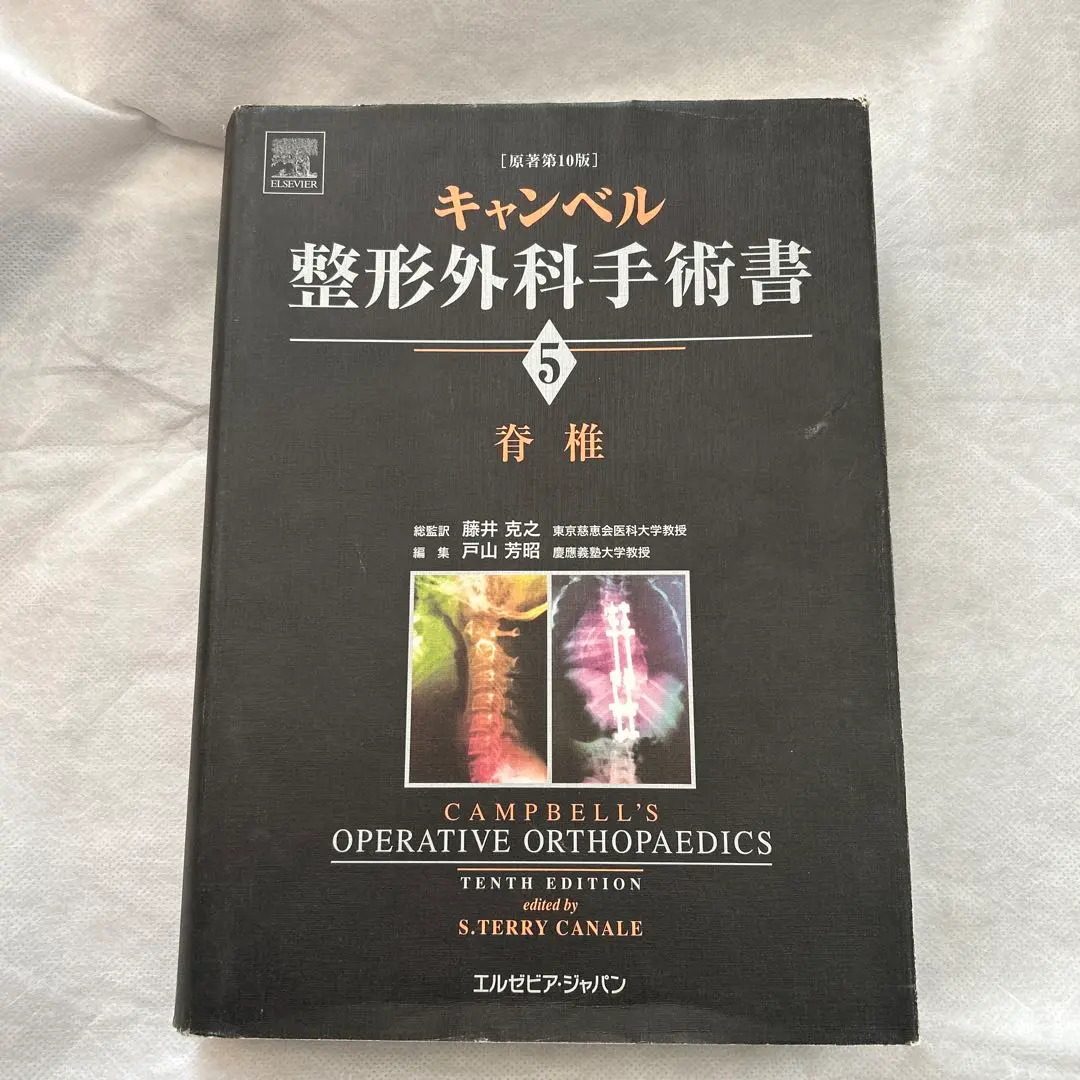 ELSEVIER
[原著第10版]
キャンベル
整形外科手術書
5
脊椎
総監訳 藤井 克之 東京慈恵会医科大学教授
編集 戸山 芳昭 慶應義塾大学教授
CAMPBELL'S
OPERATIVE ORTHOPAEDICS
TENTH EDITION
edited by
S.TERRY CANALE
エルゼビア・ジャパン